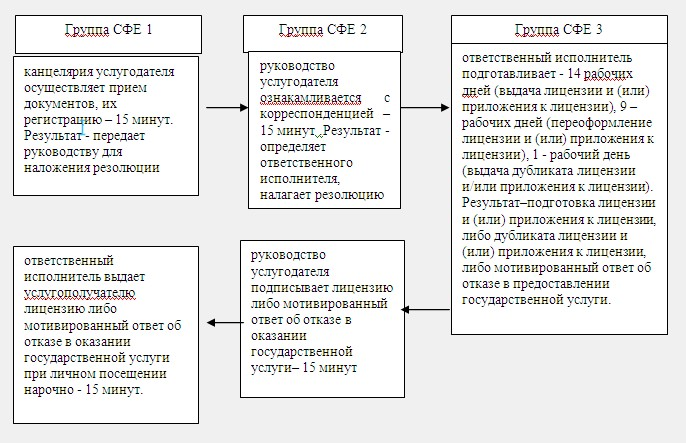 Группа СФЕ 1
канцелярия услугодателя
осуществляет прием
документов, их
регистрацию – 15 минут.
Результат - передает
руководству для
наложения резолюции
Группа СФЕ 2
руководство
услугодателя
ознакамливается с
корреспонденцией –
15 минут. Результат -
определяет
ответственного
исполнителя,
налагает резолюцию
Группа СФЕ 3
ответственный исполнитель
подготавливает - 14 рабочих
дней (выдача лицензии и (или)
приложения к лицензии), 9 –
рабочих дней (переоформление
лицензии и (или) приложения к
лицензии), 1 - рабочий день
(выдача дубликата лицензии
и/или приложения к лицензии).
Результат–подготовка лицензии
и (или) приложения к лицензии,
либо дубликата лицензии и
(или) приложения к лицензии,
либо мотивированный ответ об
отказе в предоставлении
государственной услуги.
руководство
услугодателя
подписывает лицензию
либо мотивированный
ответ об отказе в
оказании
государственной
услуги– 15 минут
ответственный
исполнитель выдает
услугополучателю
лицензию либо
мотивированный ответ об
отказе в оказании
государственной услуги
при личном посещении
нарочно - 15 минут.